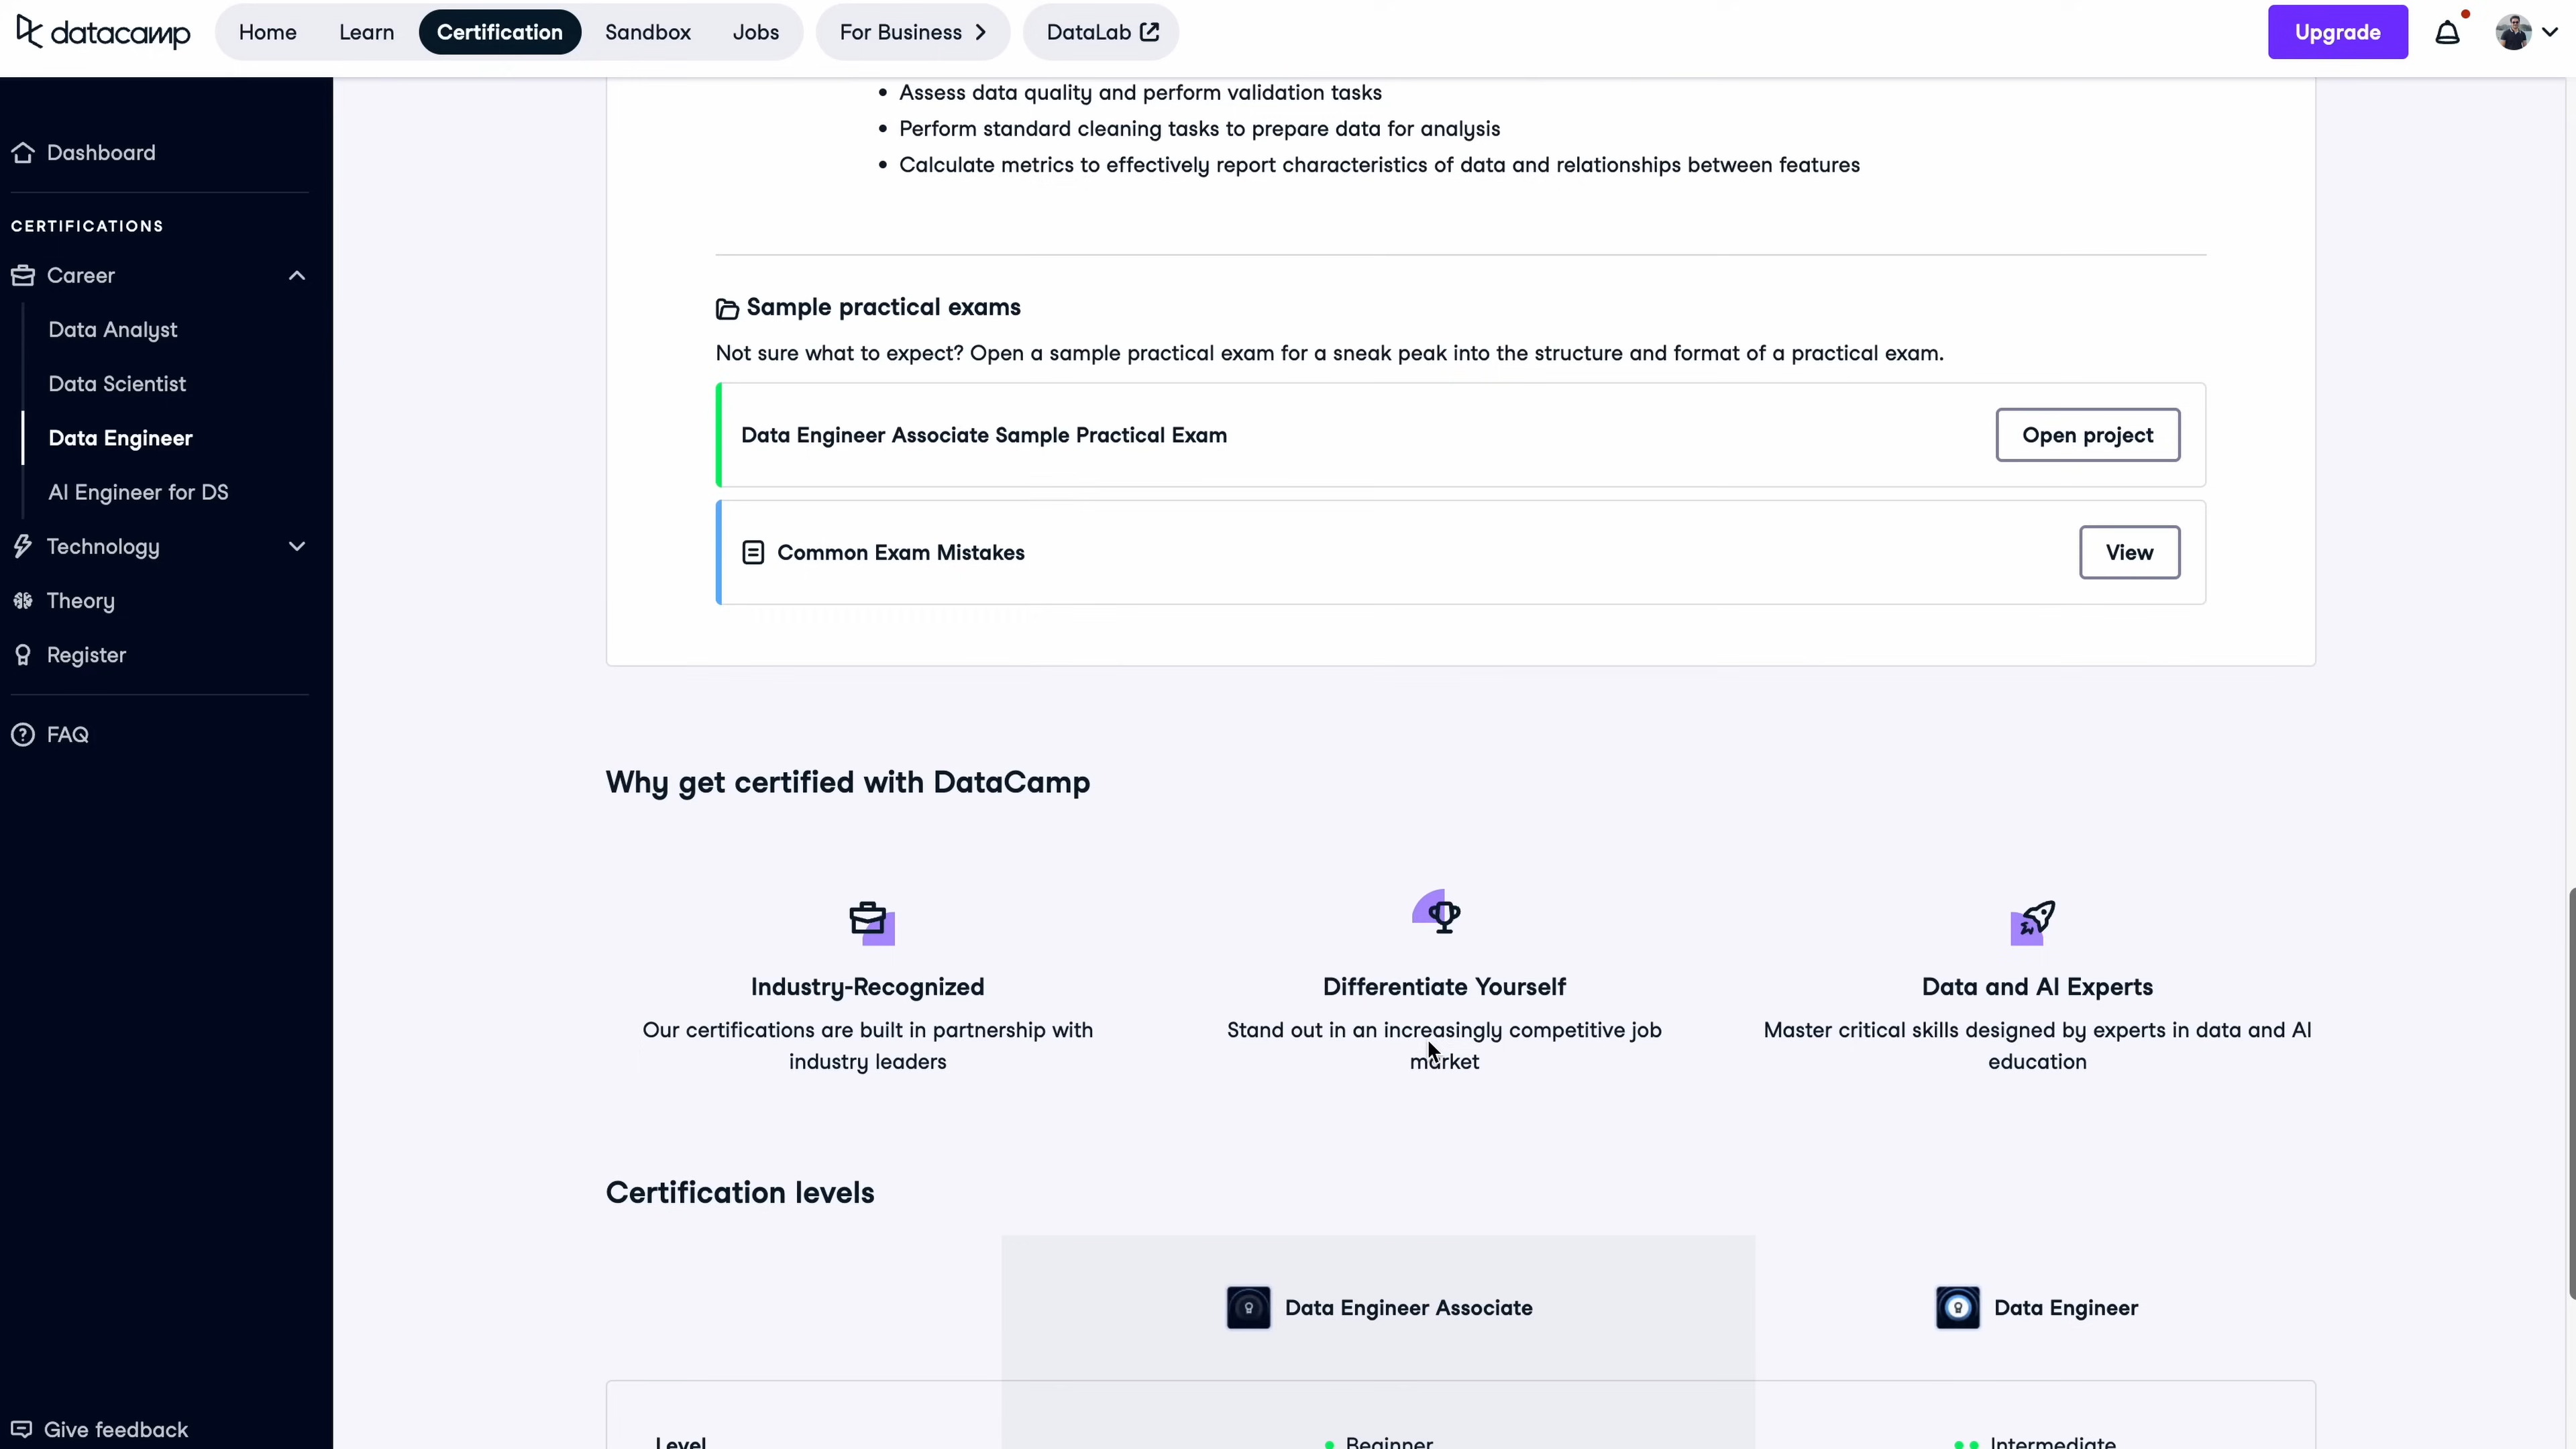 datacamp
Home
Learn
Certification
Sandbox
Jobs
For Business
DataLab
Upgrade
Dashboard
CERTIFICATIONS
Career
Data Analyst
Data Scientist
Data Engineer
AI Engineer for DS
Technology
Theory
Register
FAQ
Give feedback
Assess data quality and perform validation tasks
Perform standard cleaning tasks to prepare data for analysis
Calculate metrics to effectively report characteristics of data and relationships between features
Sample practical exams
Not sure what to expect? Open a sample practical exam for a sneak peak into the structure and format of a practical exam.
Data Engineer Associate Sample Practical Exam
Open project
Common Exam Mistakes
View
Why get certified with DataCamp
Industry-Recognized
Our certifications are built in partnership with
industry leaders
Differentiate Yourself
Stand out in an increasingly competitive job
market
Data and AI Experts
Master critical skills designed by experts in data and AI
education
Certification levels
Data Engineer Associate
Data Engineer
Level
Beginner
Intermediate